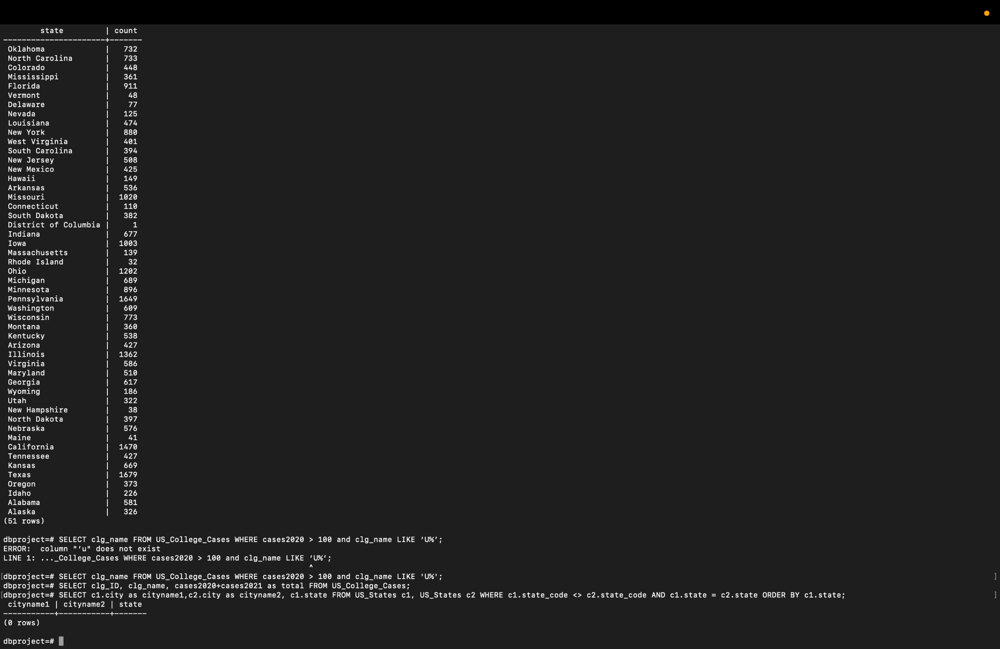 state | count
----------------------+-------
Oklahoma | 732
North Carolina | 733
Colorado | 448
Mississippi | 361
Florida | 911
Vermont | 48
Delaware | 77
Nevada | 125
Louisiana | 474
New York | 880
West Virginia | 401
South Carolina | 394
New Jersey | 508
New Mexico | 425
Hawaii | 149
Arkansas | 536
Missouri | 1020
Connecticut | 110
South Dakota | 382
District of Columbia | 1
Indiana | 677
Iowa | 1003
Massachusetts | 139
Rhode Island | 32
Ohio | 1202
Michigan | 689
Minnesota | 896
Pennsylvania | 1649
Washington | 609
Wisconsin | 773
Montana | 360
Kentucky | 538
Arizona | 427
Illinois | 1362
Virginia | 586
Maryland | 510
Georgia | 617
Wyoming | 186
Utah | 322
New Hampshire | 38
North Dakota | 397
Nebraska | 576
Maine | 41
California | 1470
Tennessee | 427
Kansas | 669
Texas | 1679
Oregon | 373
Idaho | 226
Alabama | 581
Alaska | 326
(51 rows)
dbproject=# SELECT clg_name FROM US_College_Cases WHERE cases2020 > 100 and clg_name LIKE ‘U%’;
ERROR:  column "‘u" does not exist
LINE 1: ..._College_Cases WHERE cases2020 > 100 and clg_name LIKE ‘U%’;
^
[dbproject=# SELECT clg_name FROM US_College_Cases WHERE cases2020 > 100 and clg_name LIKE 'U%'; ]
dbproject=# SELECT clg_ID, clg_name, cases2020+cases2021 as total FROM US_College_Cases;
[dbproject=# SELECT c1.city as cityname1,c2.city as cityname2, c1.state FROM US_States c1, US_States c2 WHERE c1.state_code <> c2.state_code AND c1.state = c2.state ORDER BY c1.state; ]
cityname1 | cityname2 | state
-----------+-----------+-------
(0 rows)
dbproject=#